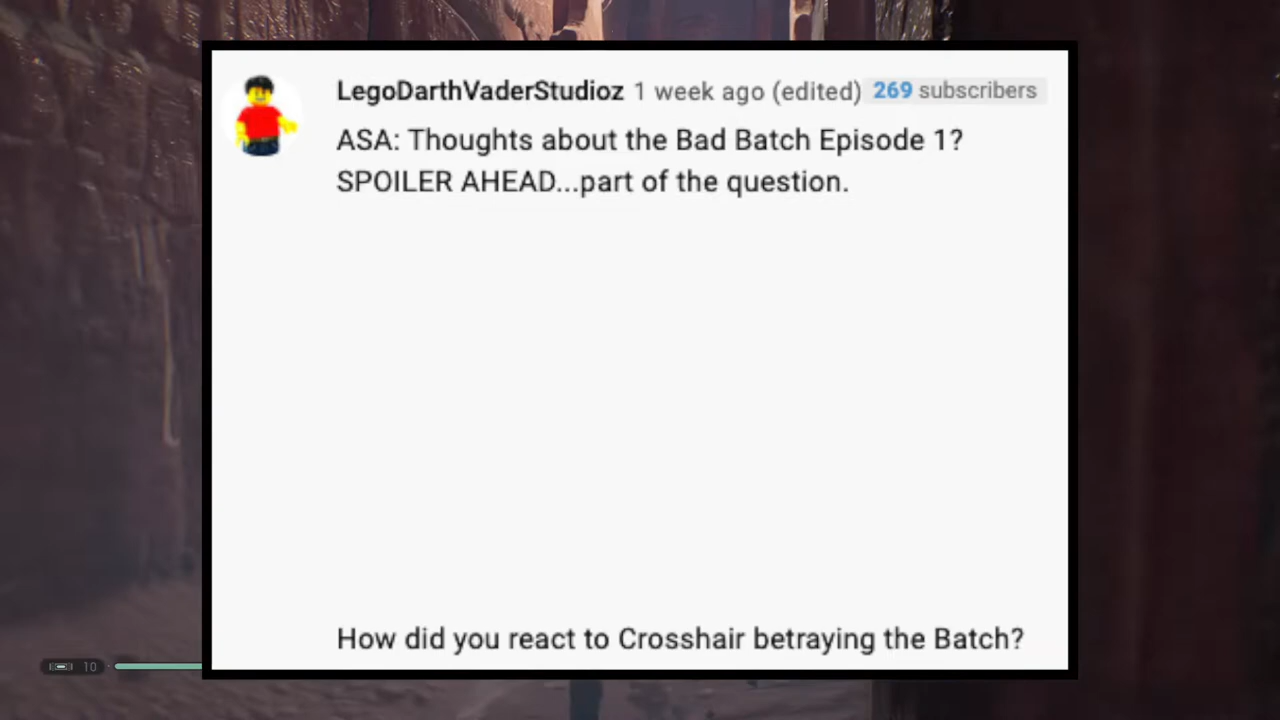 LegoDarthVaderStudioz 1 week ago (edited) 269 subscribers
ASA: Thoughts about the Bad Batch Episode 1?
SPOILER AHEAD...part of the question.
How did you react to Crosshair betraying the Batch?
10